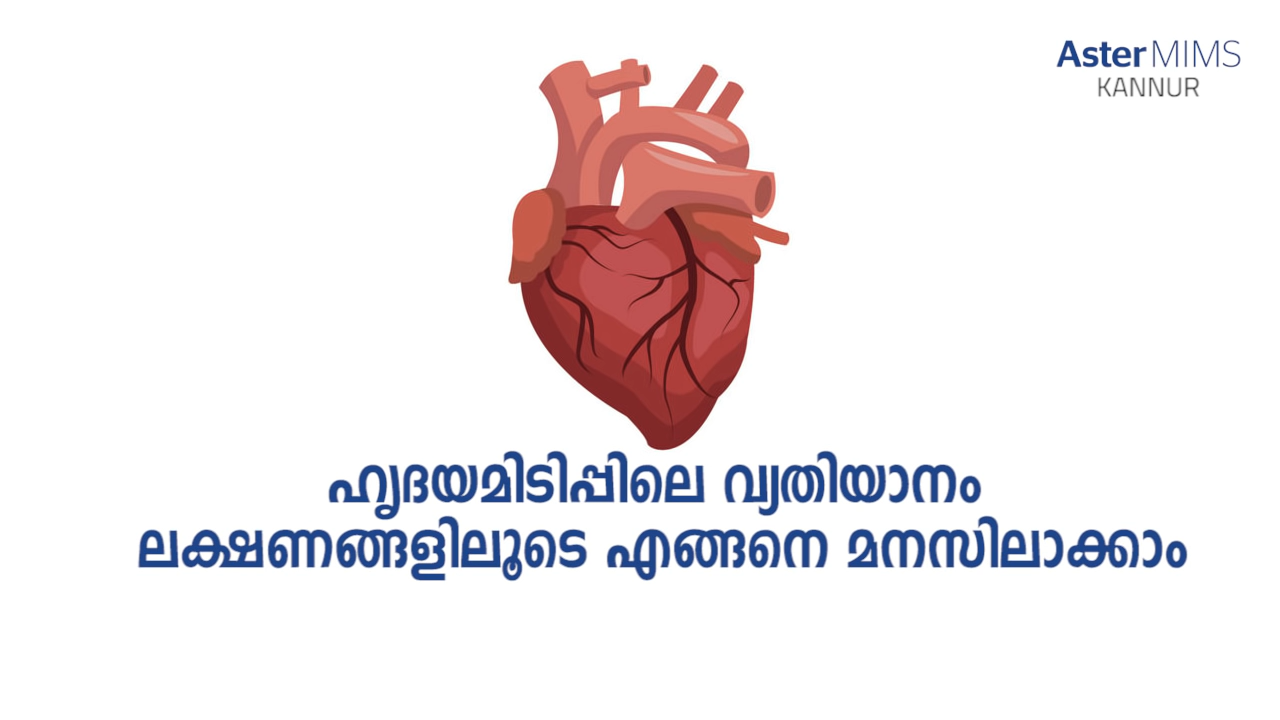 Aster MIMS
KANNUR
ഹൃദയമിടിപ്പിലെ വ്യതിയാനം
ലക്ഷണങ്ങളിലൂടെ എങ്ങനെ മനസിലാക്കാം